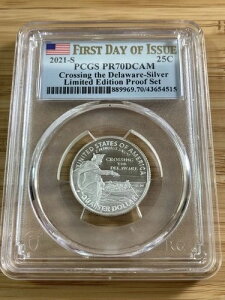 FIRST DAY OF ISSUE
2021-S 25C
PCGS PR70DCAM
Crossing the Delaware-Silver
Limited Edition Proof Set
889969.70/43654515
UNITED STATES OF AMERICA
CROSSING
THE
DELAWARE
QUARTER DOLLAR